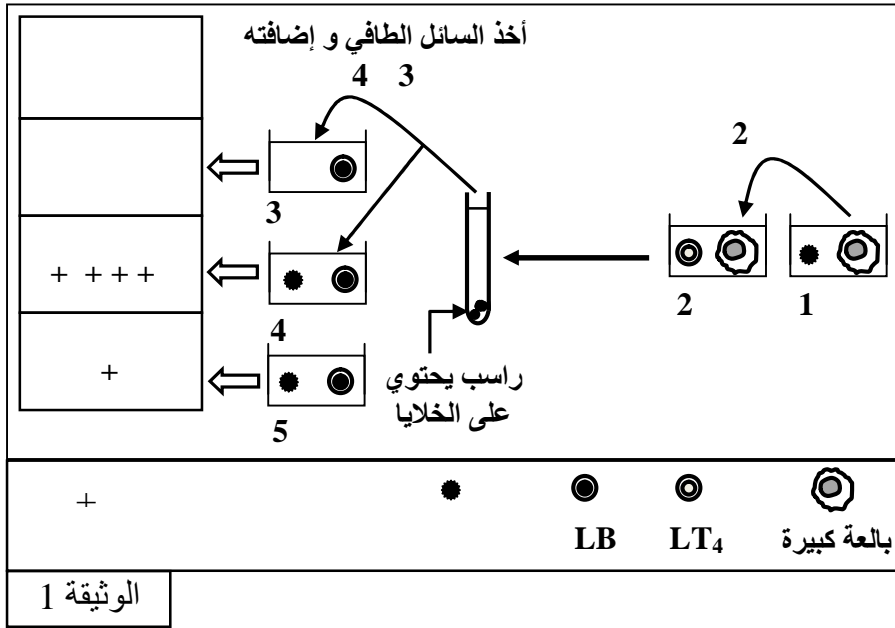 أخذ السائل الطافي و إضافته
3 4
2
3
+ + + +
4
2
1
+
5
راسب يحتوي
على الخلايا
+
LB
LT4
بالعة كبيرة
الوثيقة 1